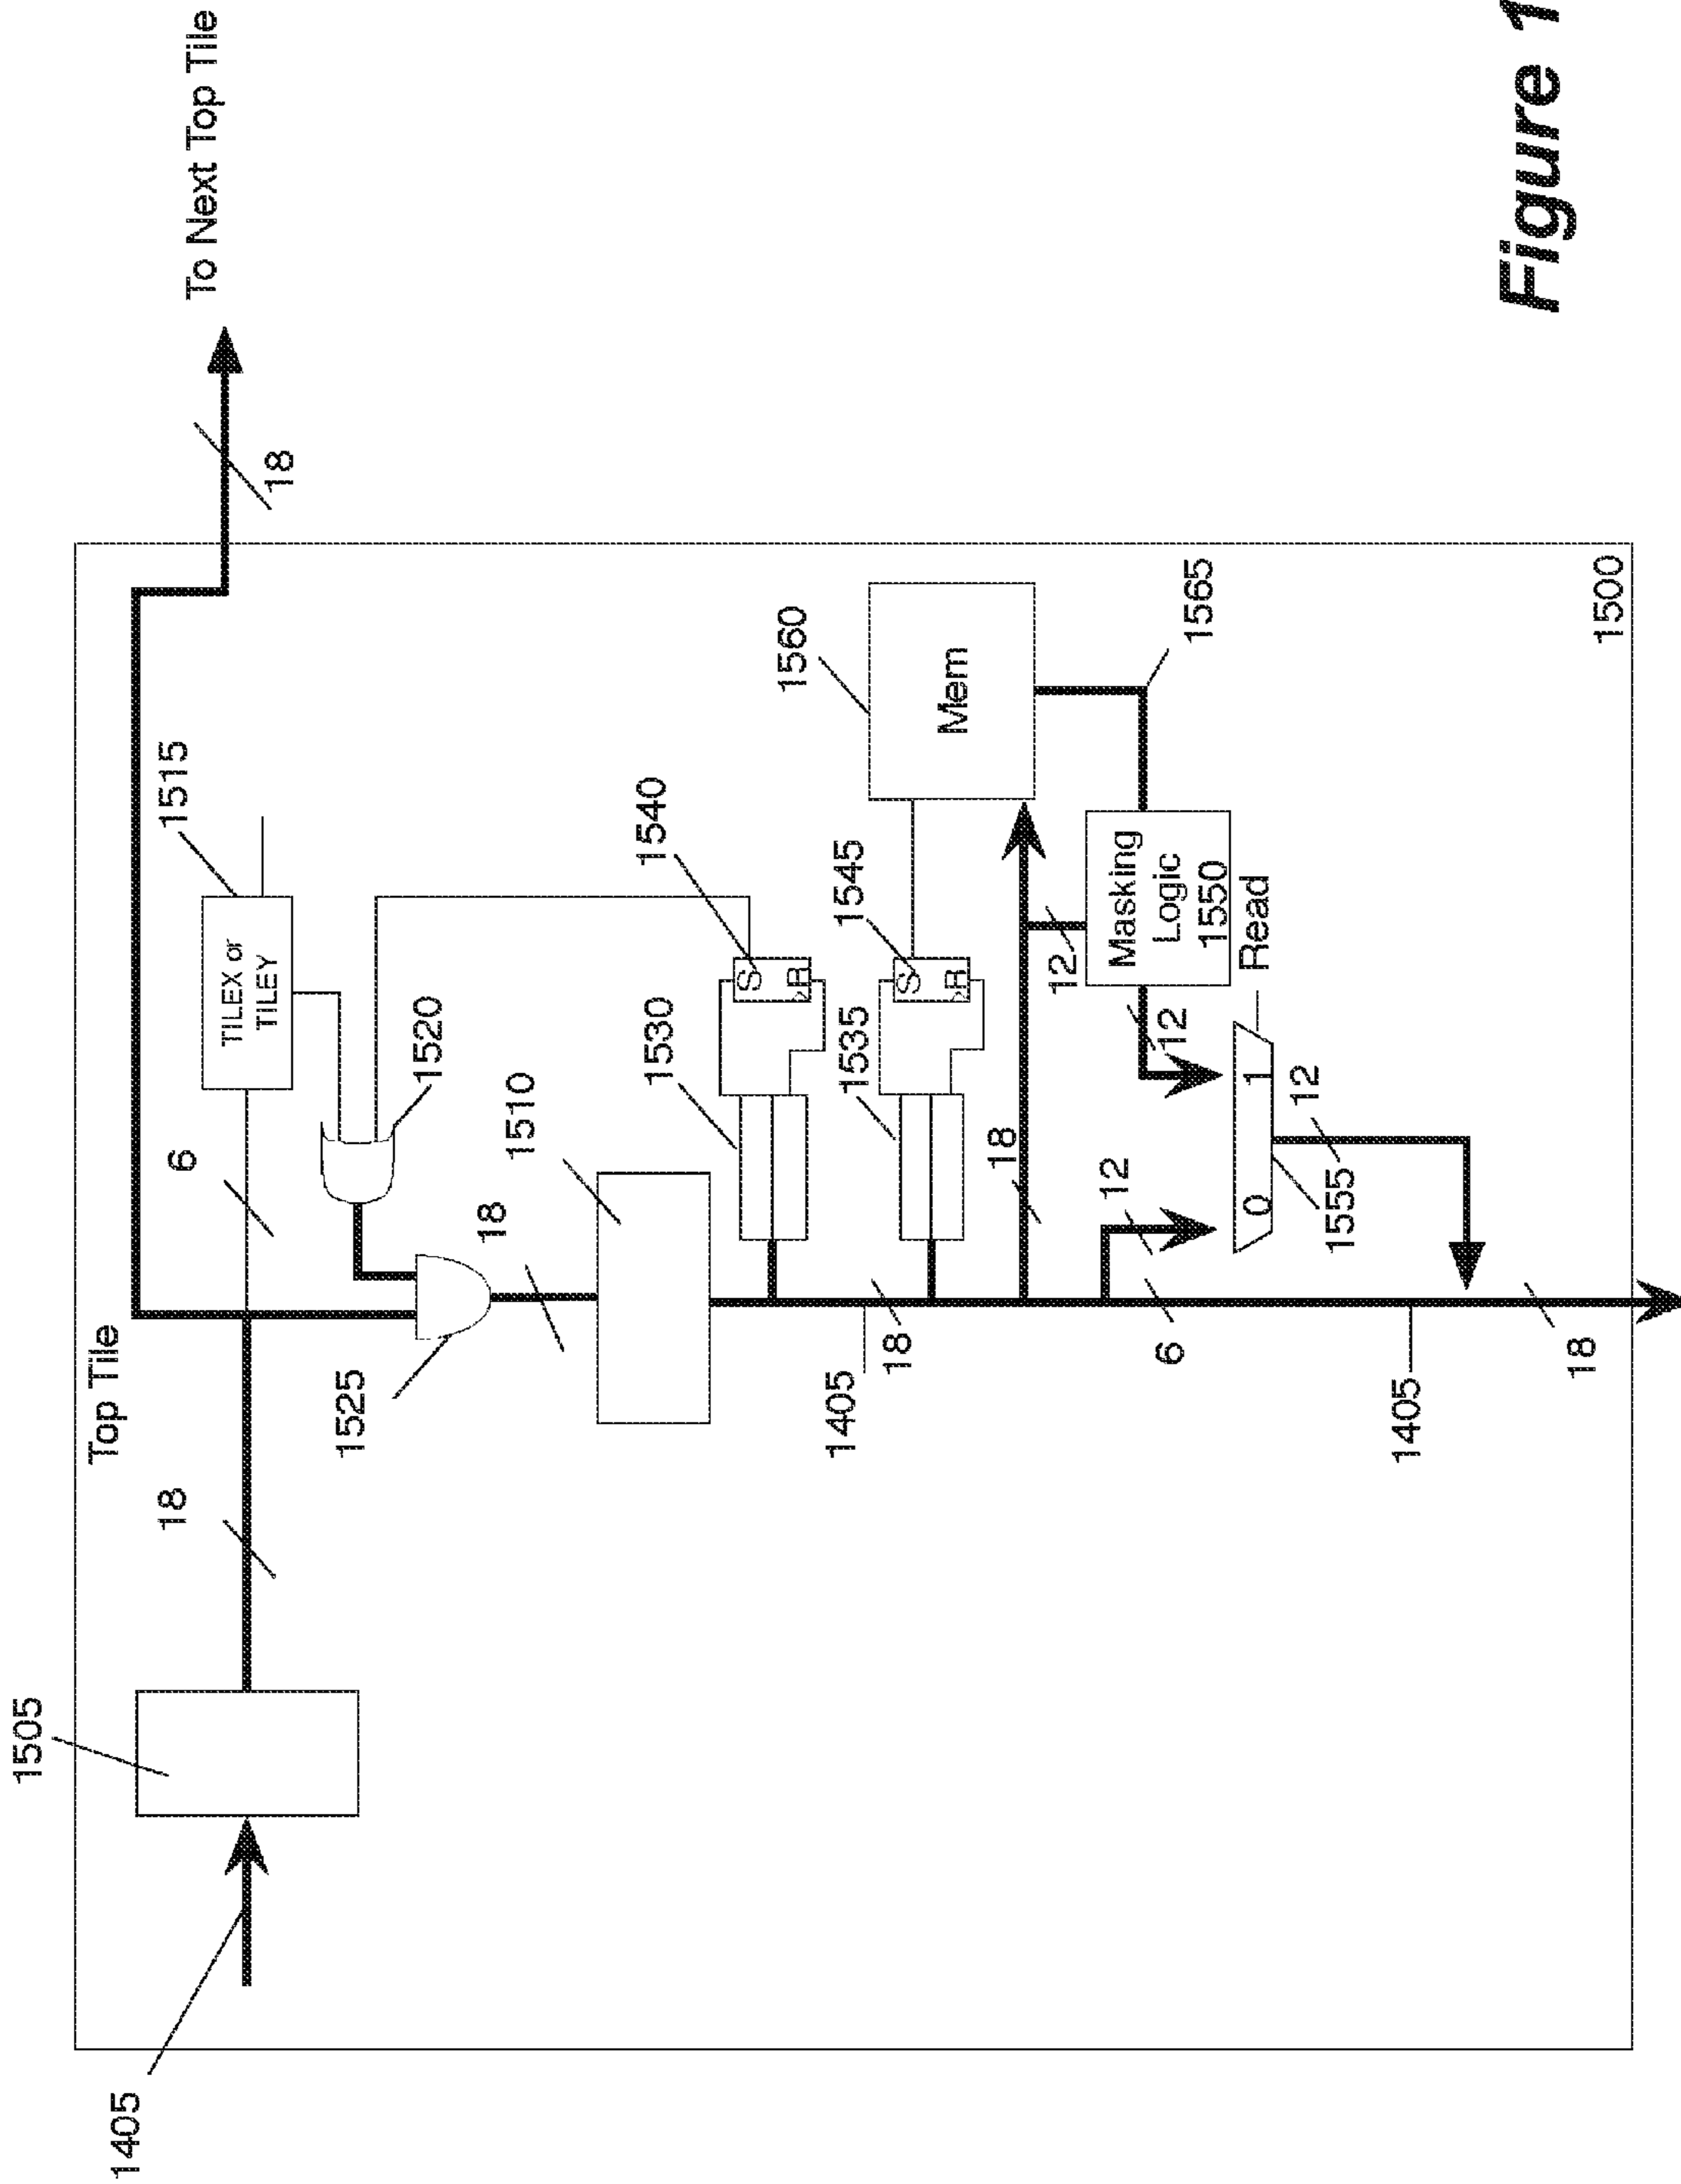 1505
Top Tile
1405
18
6
1515
To Next Top Tile
TILEX or
TILEY
18
1525
1520
18
1510
1530
1540
S
R
1560
1405
1535
1545
18
S
R
Mem
18
12
12
Masking
Logic
1550
6
12
1565
0
1
Read
12
1555
1405
18
1500
Figure 1